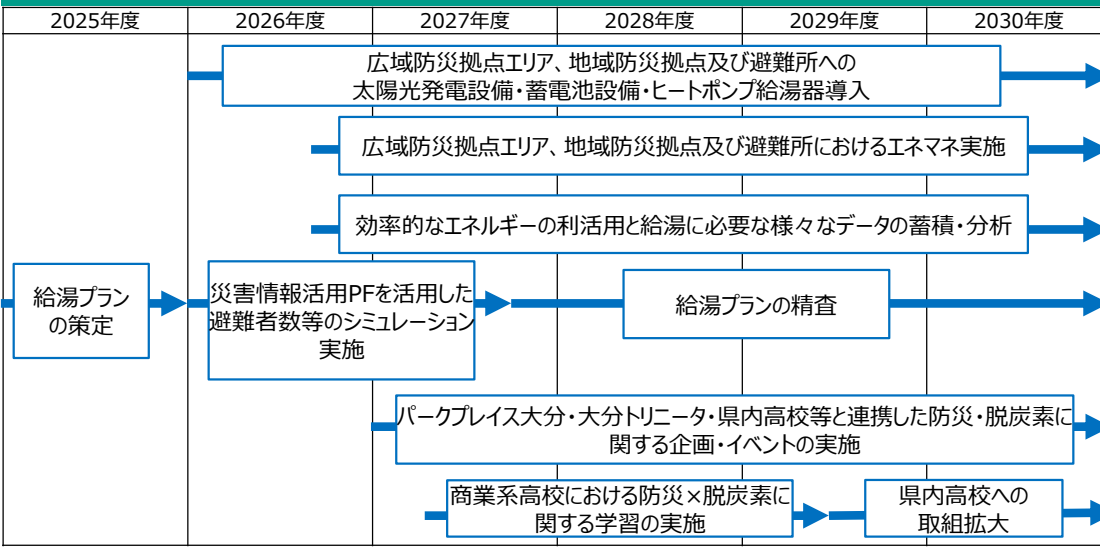 2025年度 2026年度 2027年度 2028年度 2029年度 2030年度
広域防災拠点エリア、地域防災拠点及び避難所への
太陽光発電設備・蓄電池設備・ヒートポンプ給湯器導入
広域防災拠点エリア、地域防災拠点及び避難所におけるエネマネ実施
効率的なエネルギーの利活用と給湯に必要な様々なデータの蓄積・分析
給湯プラン
の策定
災害情報活用PFを活用した
避難者数等のシミュレーション
実施
給湯プランの精査
パークプレイス大分・大分トリニータ・県内高校等と連携した防災・脱炭素に
関する企画・イベントの実施
商業系高校における防災×脱炭素に
関する学習の実施
県内高校への
取組拡大